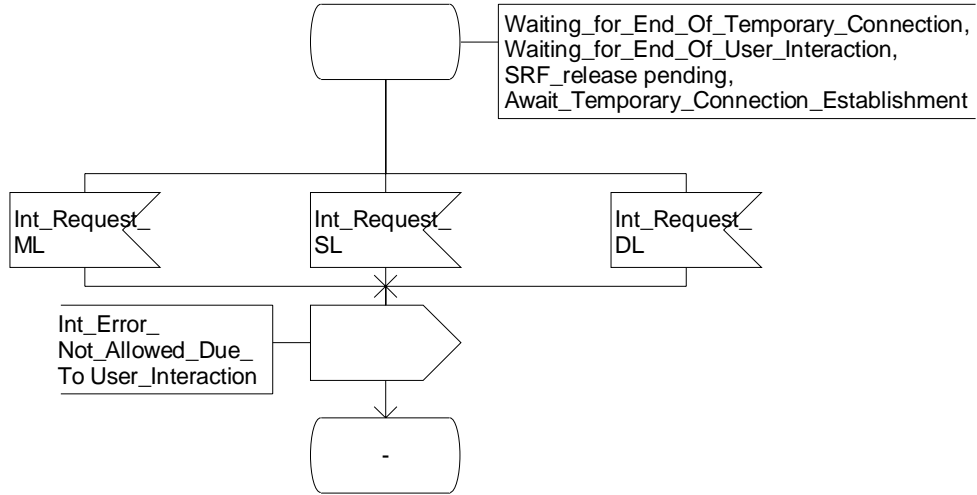 Waiting_for_End_Of_Temporary_Connection,
Waiting_for_End_Of_User_Interaction,
SRF_release pending,
Await_Temporary_Connection_Establishment
Int_Request_
ML
Int_Request_
SL
Int_Request_
DL
Int_Error_
Not_Allowed_Due_
To User_Interaction
-